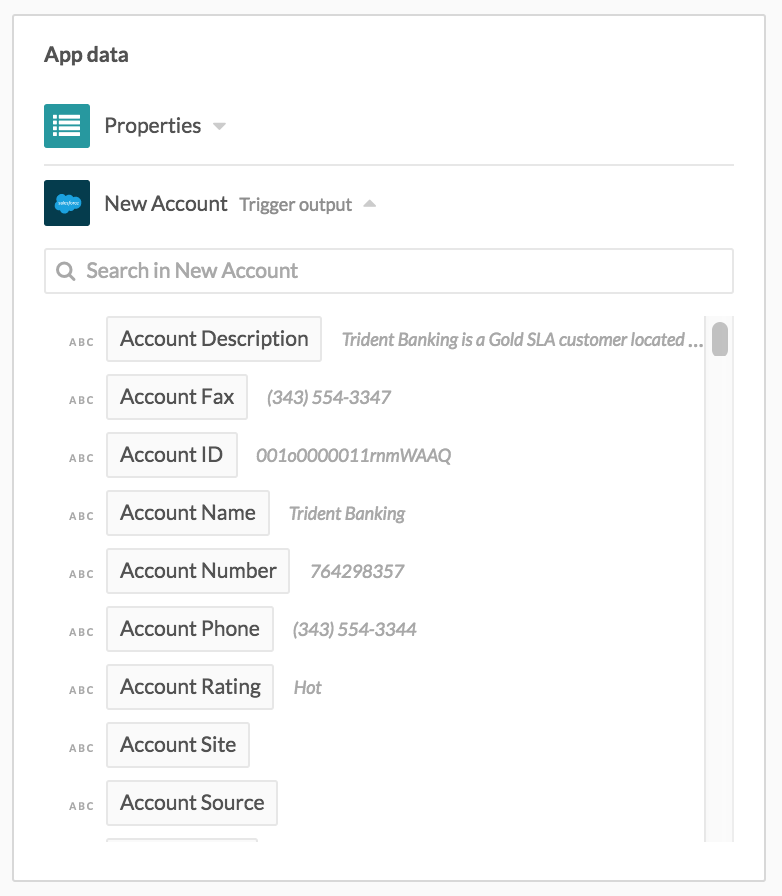 App data
Properties
salesforce
New Account Trigger output
Search in New Account
ABC Account Description Trident Banking is a Gold SLA customer located ...
ABC Account Fax (343) 554-3347
ABC Account ID 001o0000011rnmWAAQ
ABC Account Name Trident Banking
ABC Account Number 764298357
ABC Account Phone (343) 554-3344
ABC Account Rating Hot
ABC Account Site
ABC Account Source